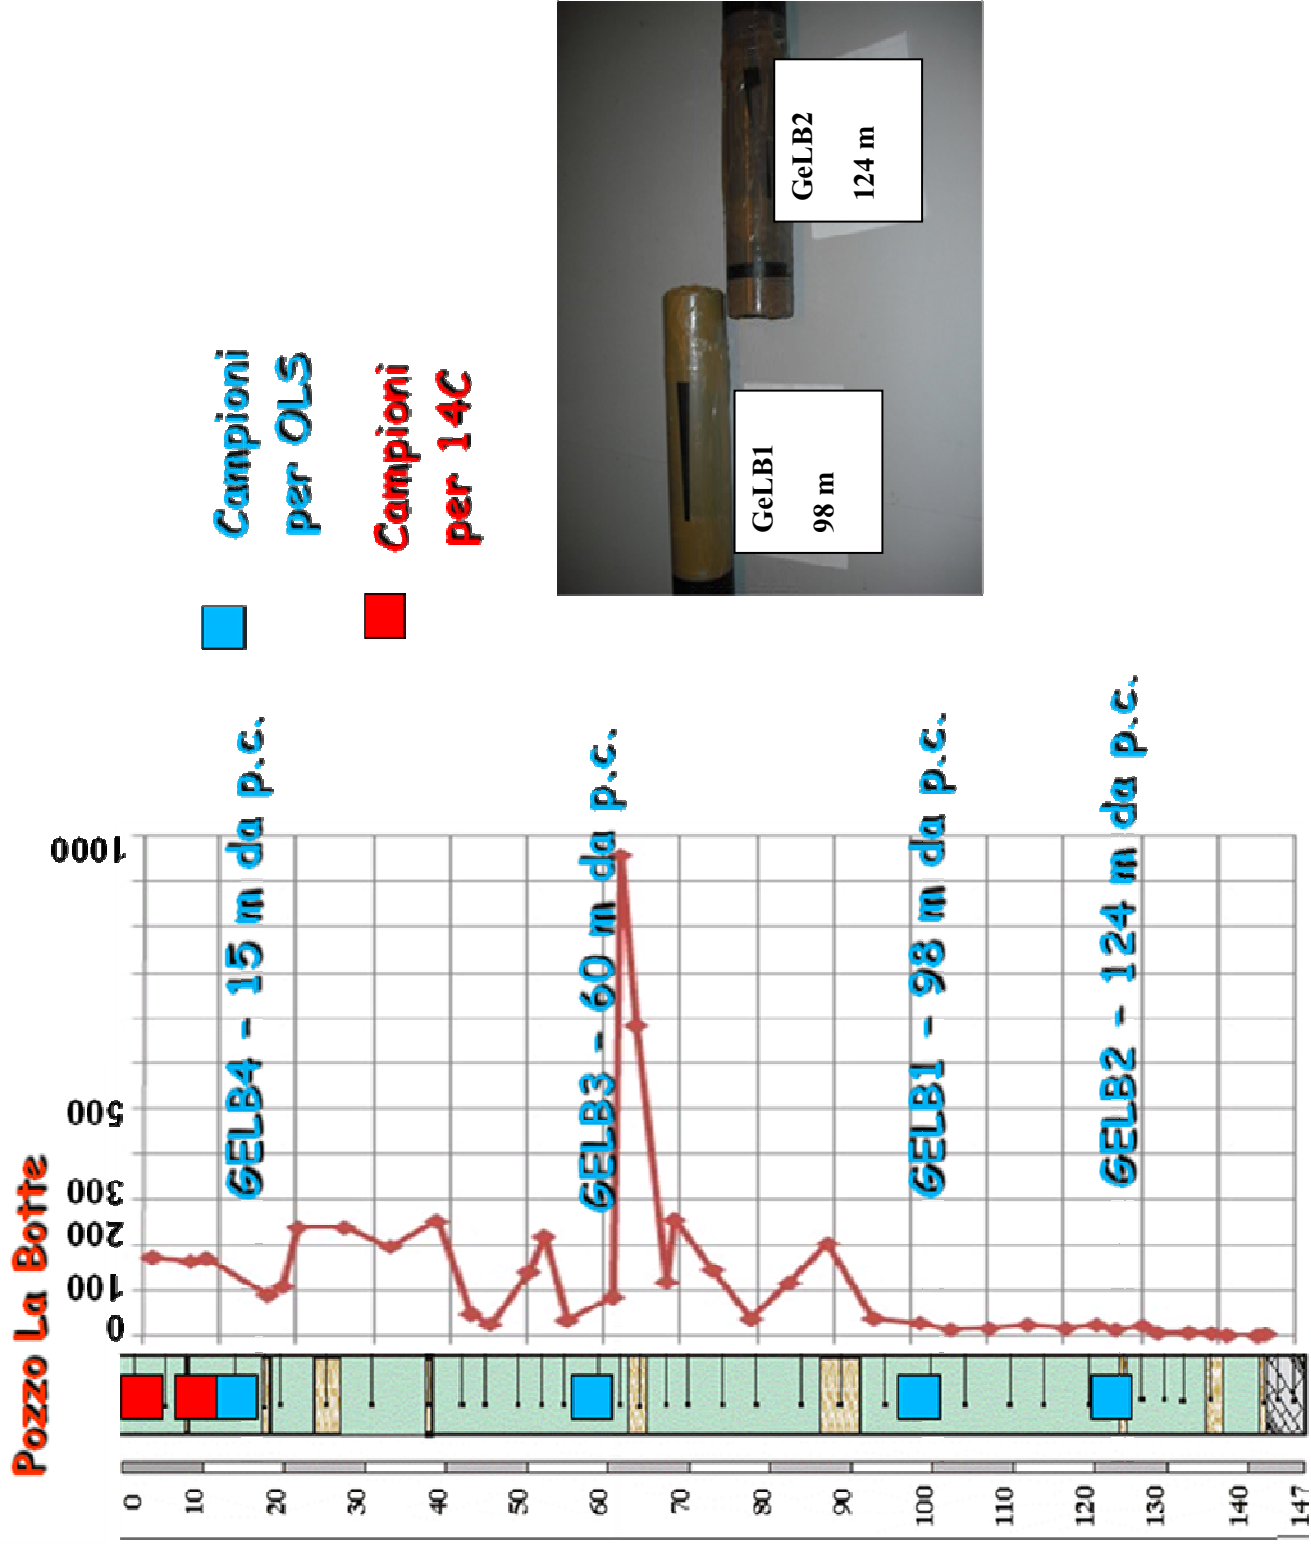 Pozzo La Botte
0
100
200
300
500
1000
GELB4 - 15 m da p.c.
GELB3 - 60 m da p.c.
GELB1 - 98 m da p.c.
GELB2 - 124 m da p.c.
Campioni
per OLS
Campioni
per 14C
GeLB1
98 m
GeLB2
124 m
0
10
20
30
40
50
60
70
80
90
100
110
120
130
140
147